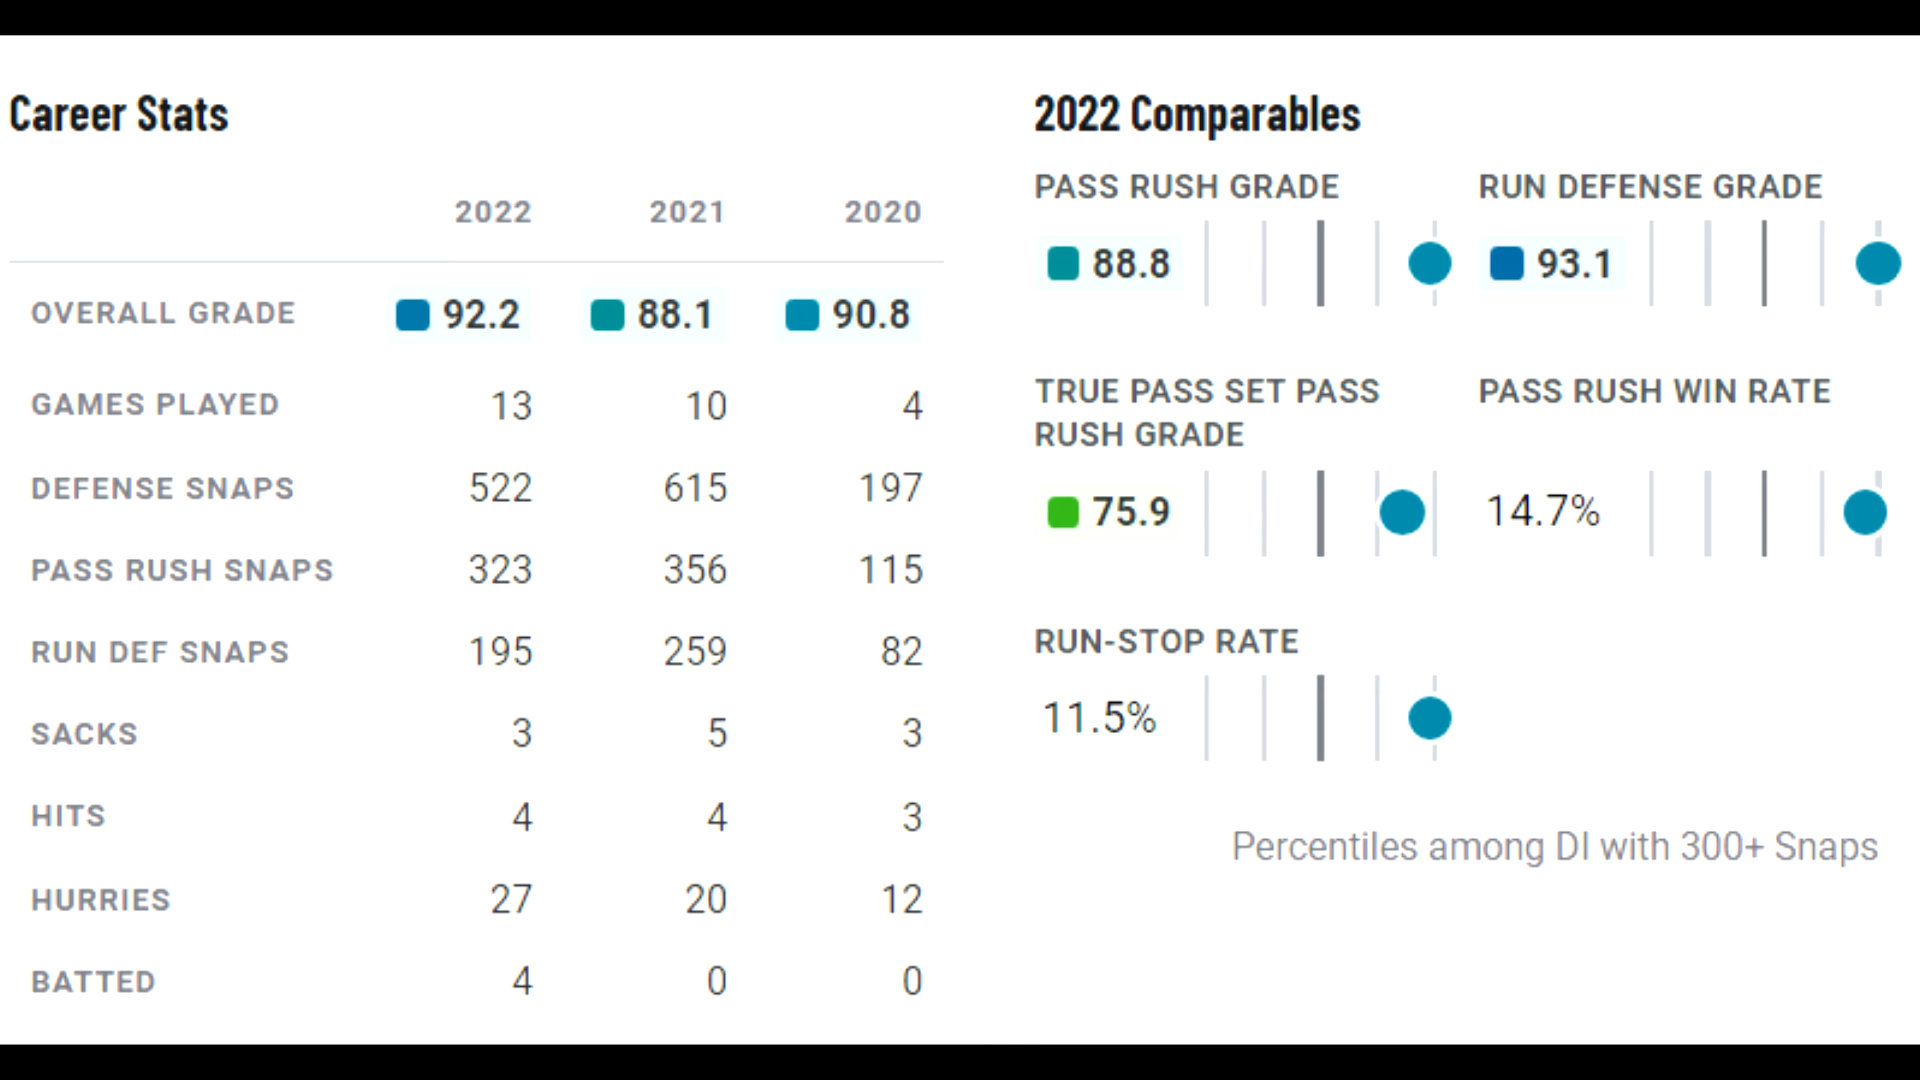 Career Stats
2022 2021 2020
OVERALL GRADE 92.2 88.1 90.8
GAMES PLAYED 13 10 4
DEFENSE SNAPS 522 615 197
PASS RUSH SNAPS 323 356 115
RUN DEF SNAPS 195 259 82
SACKS 3 5 3
HITS 4 4 3
HURRIES 27 20 12
BATTED 4 0 0
2022 Comparables
PASS RUSH GRADE
88.8
RUN DEFENSE GRADE
93.1
TRUE PASS SET PASS
RUSH GRADE
75.9
PASS RUSH WIN RATE
14.7%
RUN-STOP RATE
11.5%
Percentiles among DI with 300+ Snaps